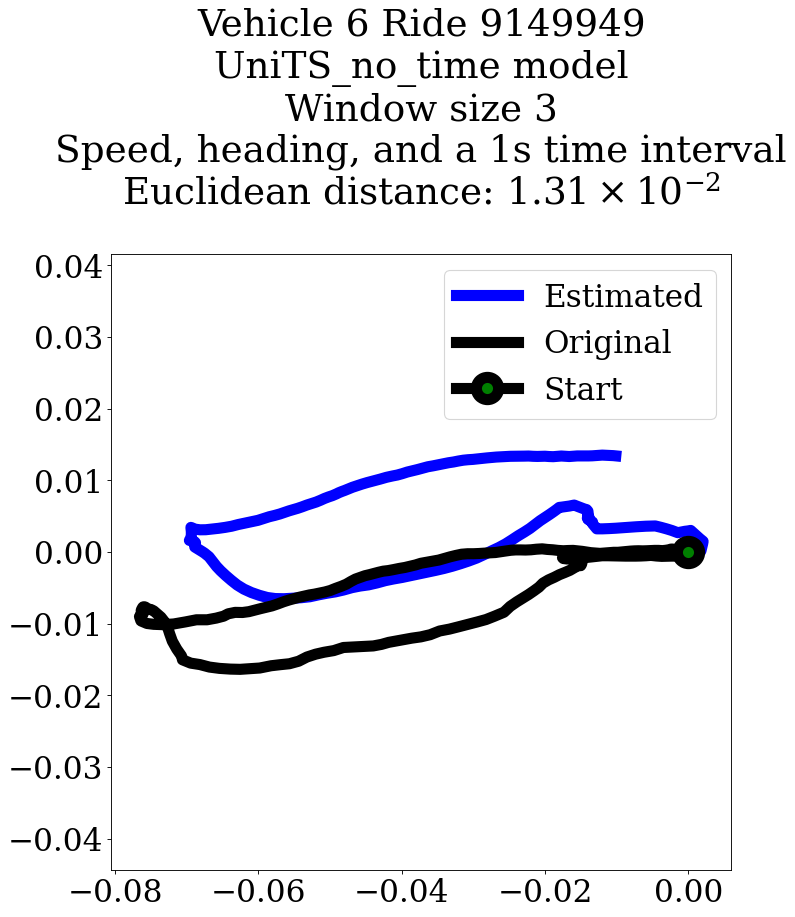 Vehicle 6 Ride 9149949
UniTS_no_time model
Window size 3
Speed, heading, and a 1s time interval
Euclidean distance: 1.31 × 10⁻²
Estimated
Original
Start
0.04
0.03
0.02
0.01
0.00
−0.01
−0.02
−0.03
−0.04
−0.08 −0.06 −0.04 −0.02 0.00